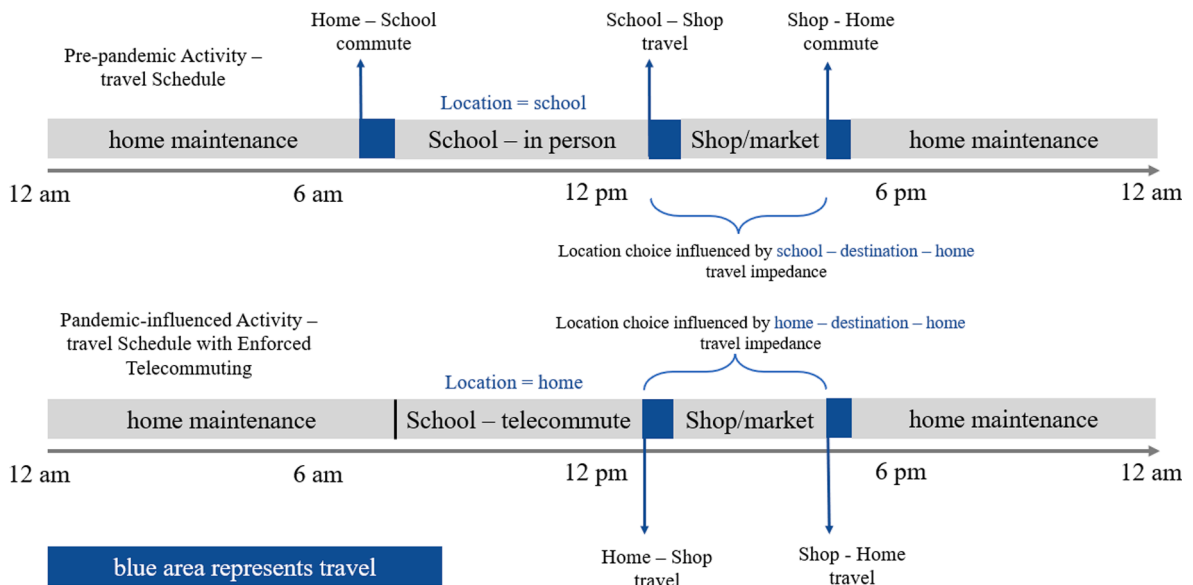 Home – School
commute
School – Shop
travel
Shop - Home
commute
Pre-pandemic Activity –
travel Schedule
Location = school
home maintenance
School – in person
Shop/market
home maintenance
12 am
6 am
12 pm
6 pm
12 am
Location choice influenced by school – destination – home
travel impedance
Pandemic-influenced Activity –
travel Schedule with Enforced
Telecommuting
Location choice influenced by home – destination – home
travel impedance
Location = home
home maintenance
School – telecommute
Shop/market
home maintenance
12 am
6 am
12 pm
6 pm
12 am
blue area represents travel
Home – Shop
travel
Shop - Home
travel